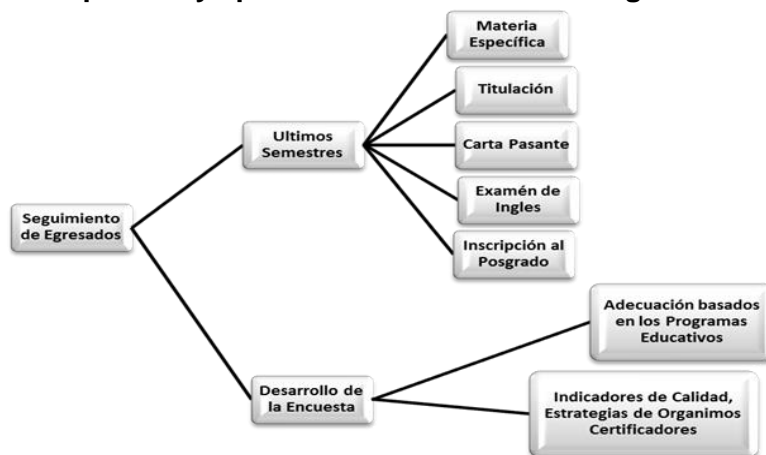 Materia
Específica
Titulación
Ultimos
Semestres
Carta Pasante
Examén de
Ingles
Seguimiento
de Egresados
Inscripción al
Posgrado
Adecuación basados
en los Programas
Educativos
Desarrollo de
la Encuesta
Indicadores de Calidad,
Estrategias de Organimos
Certificadores